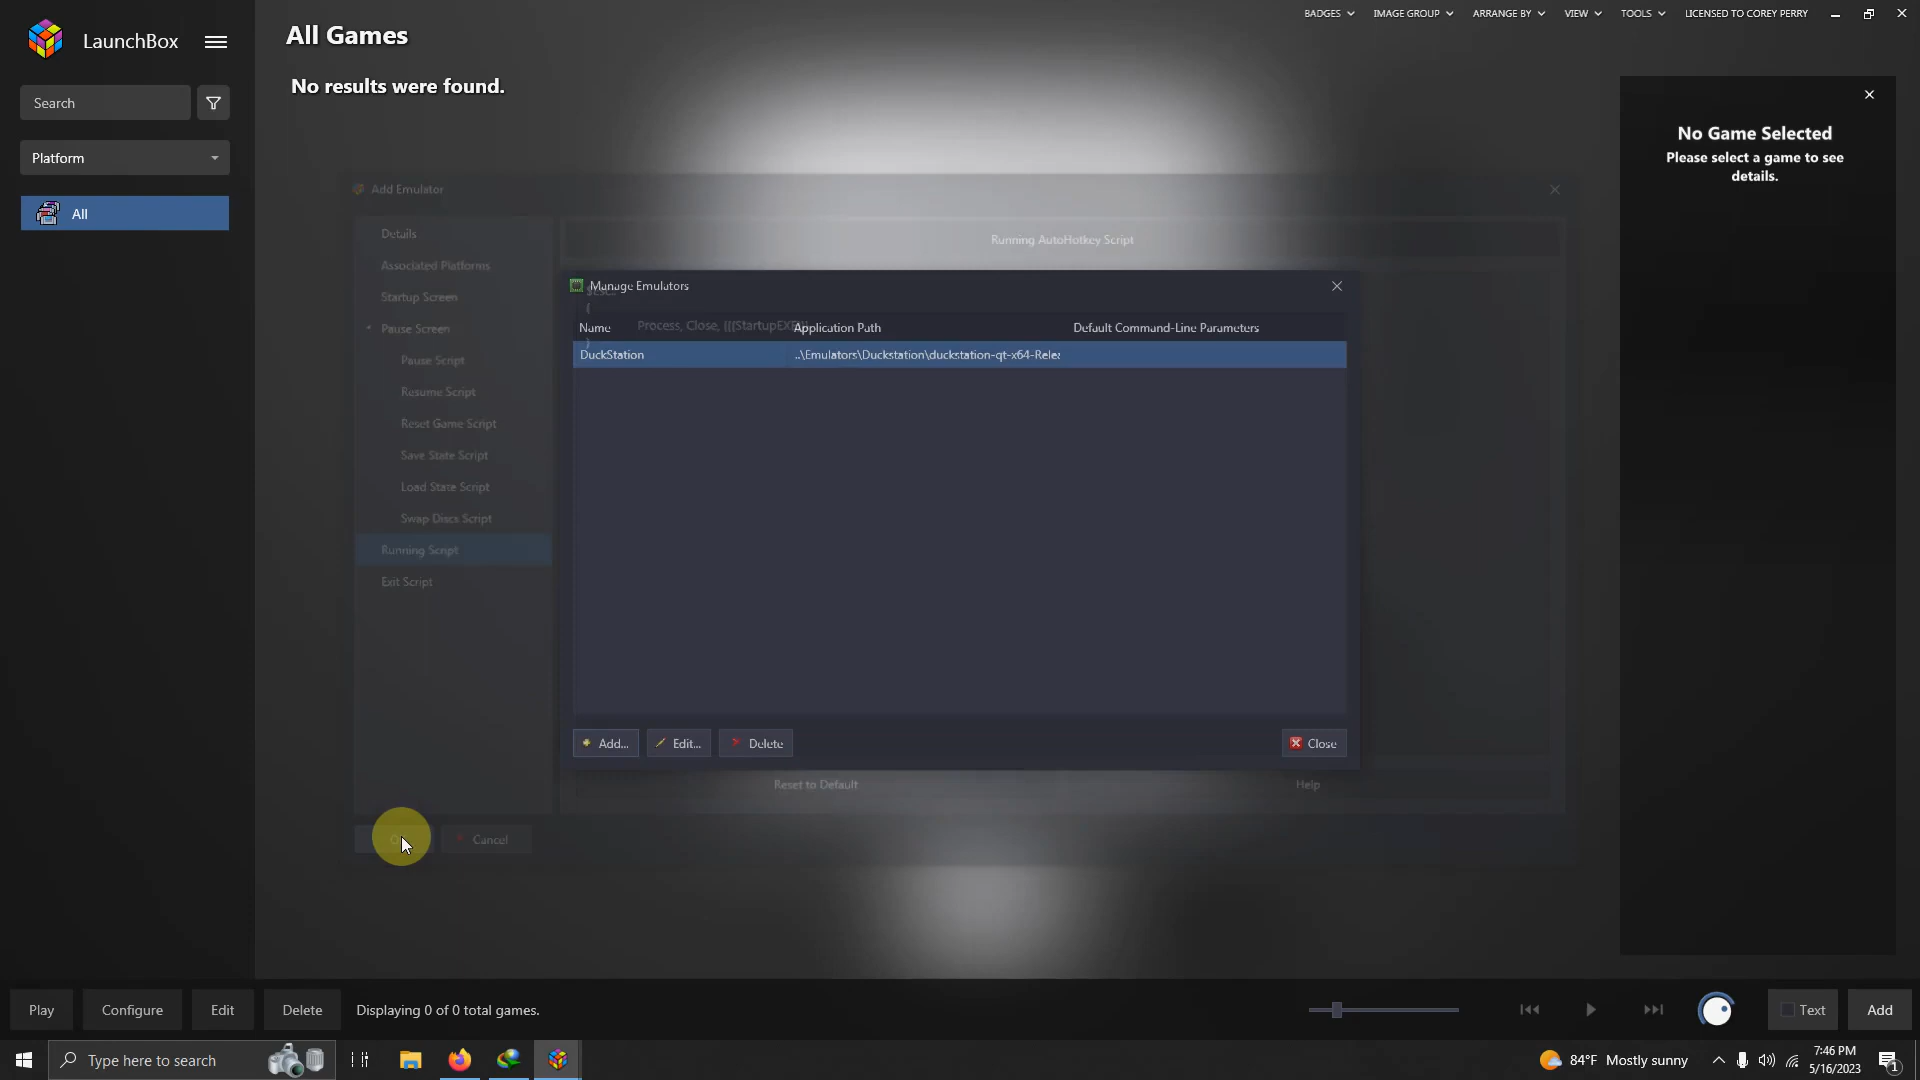 BADGES
IMAGE GROUP
ARRANGE BY
VIEW
TOOLS
LICENSED TO COREY PERRY
LaunchBox
All Games
No results were found.
Search
Platform
All
No Game Selected
Please select a game to see
details.
Add Emulator
Details
Associated Platforms
Startup Screen
Pause Screen
Pause Script
Resume Script
Reset Game Script
Save State Script
Load State Script
Swap Discs Script
Running Script
Exit Script
Running AutoHotkey Script
Manage Emulators
{
Process, Close, {{{StartupEXE}}}
}
Name
Application Path
Default Command-Line Parameters
DuckStation
..\Emulators\Duckstation\duckstation-qt-x64-Rele
Add...
Edit...
Delete
Close
Reset to Default
Help
Cancel
Play
Configure
Edit
Delete
Displaying 0 of 0 total games.
Text
Add
Type here to search
84°F Mostly sunny
7:46 PM
5/16/2023
1